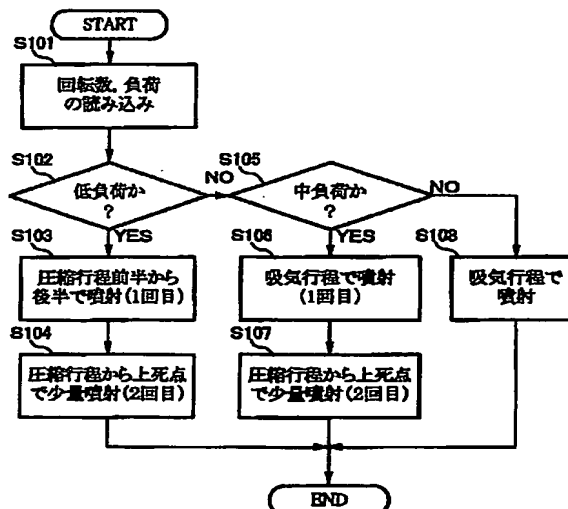 START
S101
回転数,負荷
の読み込み
S102
低負荷か
?
NO
S105
中負荷か
?
NO
YES
S103
圧縮行程前半から
後半で噴射(1回目)
YES
S106
吸気行程で噴射
(1回目)
S108
吸気行程で
噴射
S104
圧縮行程から上死点
で少量噴射(2回目)
S107
圧縮行程から上死点
で少量噴射(2回目)
END